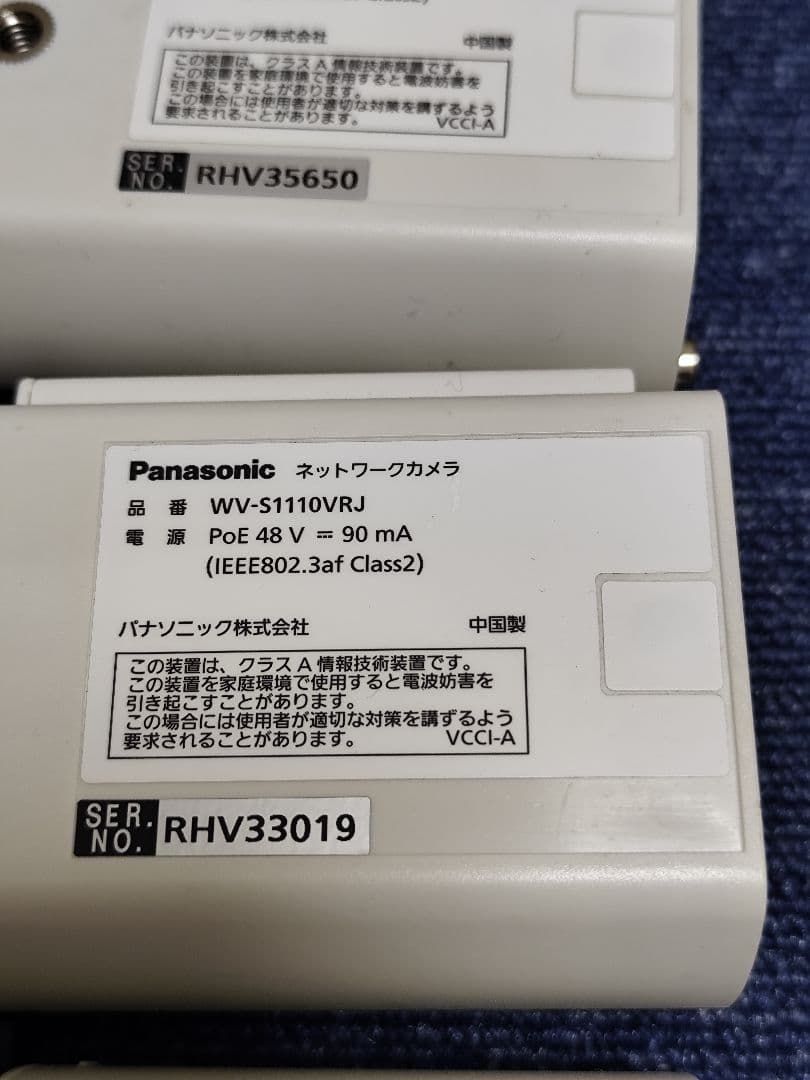 パナソニック株式会社 中国製
この装置は、クラスA情報技術装置です。
この装置を家庭環境で使用すると電波妨害を
引き起こすことがあります。
この場合には使用者が適切な対策を講ずるよう
要求されることがあります。 VCCI-A
SER. NO. RHV35650
Panasonic ネットワークカメラ
品番 WV-S1110VRJ
電源 PoE 48 V ⎓ 90 mA
(IEEE802.3af Class2)
パナソニック株式会社 中国製
この装置は、クラスA情報技術装置です。
この装置を家庭環境で使用すると電波妨害を
引き起こすことがあります。
この場合には使用者が適切な対策を講ずるよう
要求されることがあります。 VCCI-A
SER. NO. RHV33019